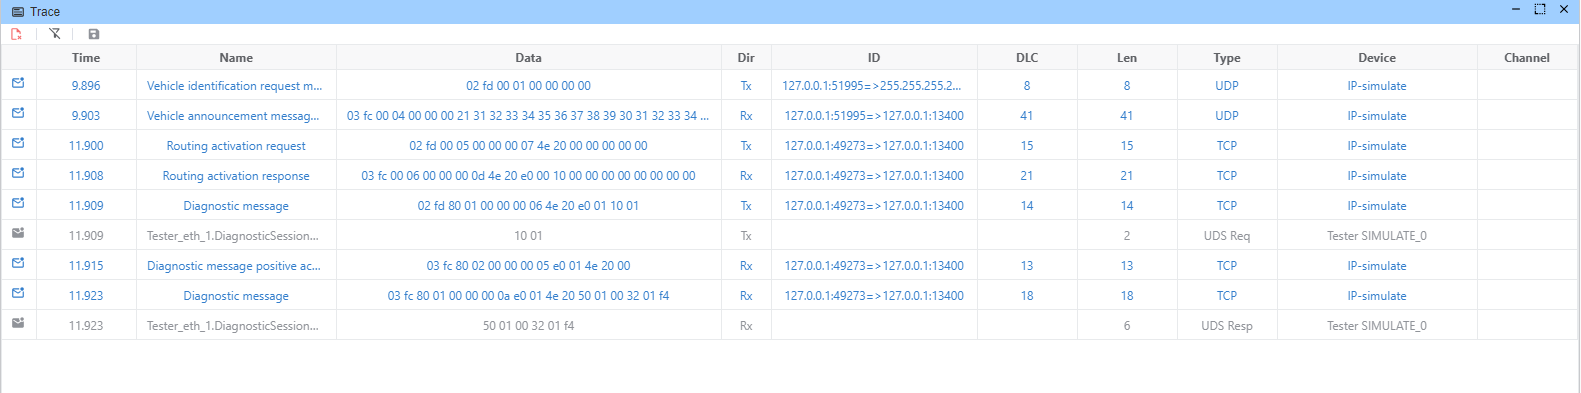 Trace
Time Name Data Dir ID DLC Len Type Device Channel
9.896 Vehicle identification request m... 02 fd 00 01 00 00 00 00 Tx 127.0.0.1:51995=>255.255.255.2... 8 8 UDP IP-simulate
9.903 Vehicle announcement messag... 03 fc 00 04 00 00 00 21 31 32 33 34 35 36 37 38 39 30 31 32 33 34 ... Rx 127.0.0.1:51995=>127.0.0.1:13400 41 41 UDP IP-simulate
11.900 Routing activation request 02 fd 00 05 00 00 00 07 4e 20 00 00 00 00 00 Tx 127.0.0.1:49273=>127.0.0.1:13400 15 15 TCP IP-simulate
11.908 Routing activation response 03 fc 00 06 00 00 00 0d 4e 20 e0 00 10 00 00 00 00 00 00 00 00 Rx 127.0.0.1:49273=>127.0.0.1:13400 21 21 TCP IP-simulate
11.909 Diagnostic message 02 fd 80 01 00 00 00 06 4e 20 e0 01 10 01 Tx 127.0.0.1:49273=>127.0.0.1:13400 14 14 TCP IP-simulate
11.909 Tester_eth_1.DiagnosticSession... 10 01 Tx 2 UDS Req Tester SIMULATE_0
11.915 Diagnostic message positive ac... 03 fc 80 02 00 00 00 05 e0 01 4e 20 00 Rx 127.0.0.1:49273=>127.0.0.1:13400 13 13 TCP IP-simulate
11.923 Diagnostic message 03 fc 80 01 00 00 00 0a e0 01 4e 20 50 01 00 32 01 f4 Rx 127.0.0.1:49273=>127.0.0.1:13400 18 18 TCP IP-simulate
11.923 Tester_eth_1.DiagnosticSession... 50 01 00 32 01 f4 Rx 6 UDS Resp Tester SIMULATE_0